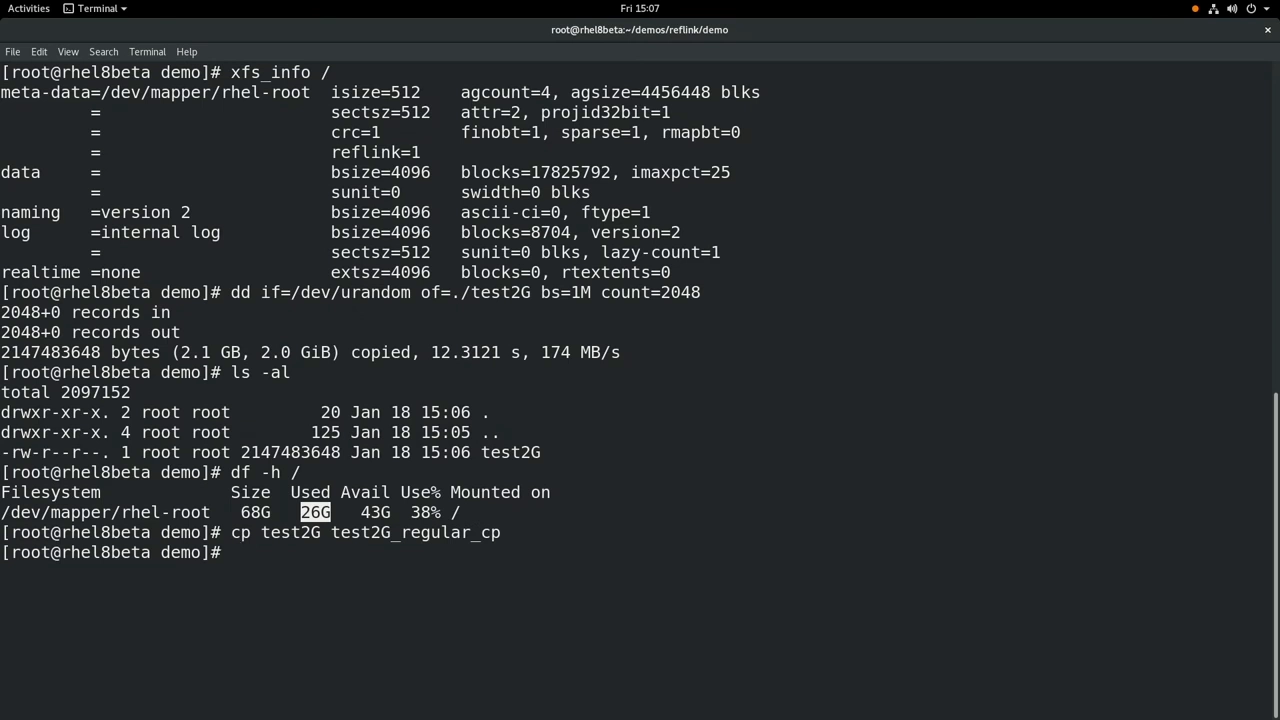 Activities Terminal Fri 15:07
root@rhel8beta:~/demos/reflink/demo ×
File Edit View Search Terminal Help
[root@rhel8beta demo]# xfs_info /
meta-data=/dev/mapper/rhel-root  isize=512    agcount=4, agsize=4456448 blks
         =                       sectsz=512   attr=2, projid32bit=1
         =                       crc=1        finobt=1, sparse=1, rmapbt=0
         =                       reflink=1
data     =                       bsize=4096   blocks=17825792, imaxpct=25
         =                       sunit=0      swidth=0 blks
naming   =version 2              bsize=4096   ascii-ci=0, ftype=1
log      =internal log           bsize=4096   blocks=8704, version=2
         =                       sectsz=512   sunit=0 blks, lazy-count=1
realtime =none                   extsz=4096   blocks=0, rtextents=0
[root@rhel8beta demo]# dd if=/dev/urandom of=./test2G bs=1M count=2048
2048+0 records in
2048+0 records out
2147483648 bytes (2.1 GB, 2.0 GiB) copied, 12.3121 s, 174 MB/s
[root@rhel8beta demo]# ls -al
total 2097152
drwxr-xr-x. 2 root root         20 Jan 18 15:06 .
drwxr-xr-x. 4 root root        125 Jan 18 15:05 ..
-rw-r--r--. 1 root root 2147483648 Jan 18 15:06 test2G
[root@rhel8beta demo]# df -h /
Filesystem             Size  Used Avail Use% Mounted on
/dev/mapper/rhel-root   68G   26G   43G  38% /
[root@rhel8beta demo]# cp test2G test2G_regular_cp
[root@rhel8beta demo]#